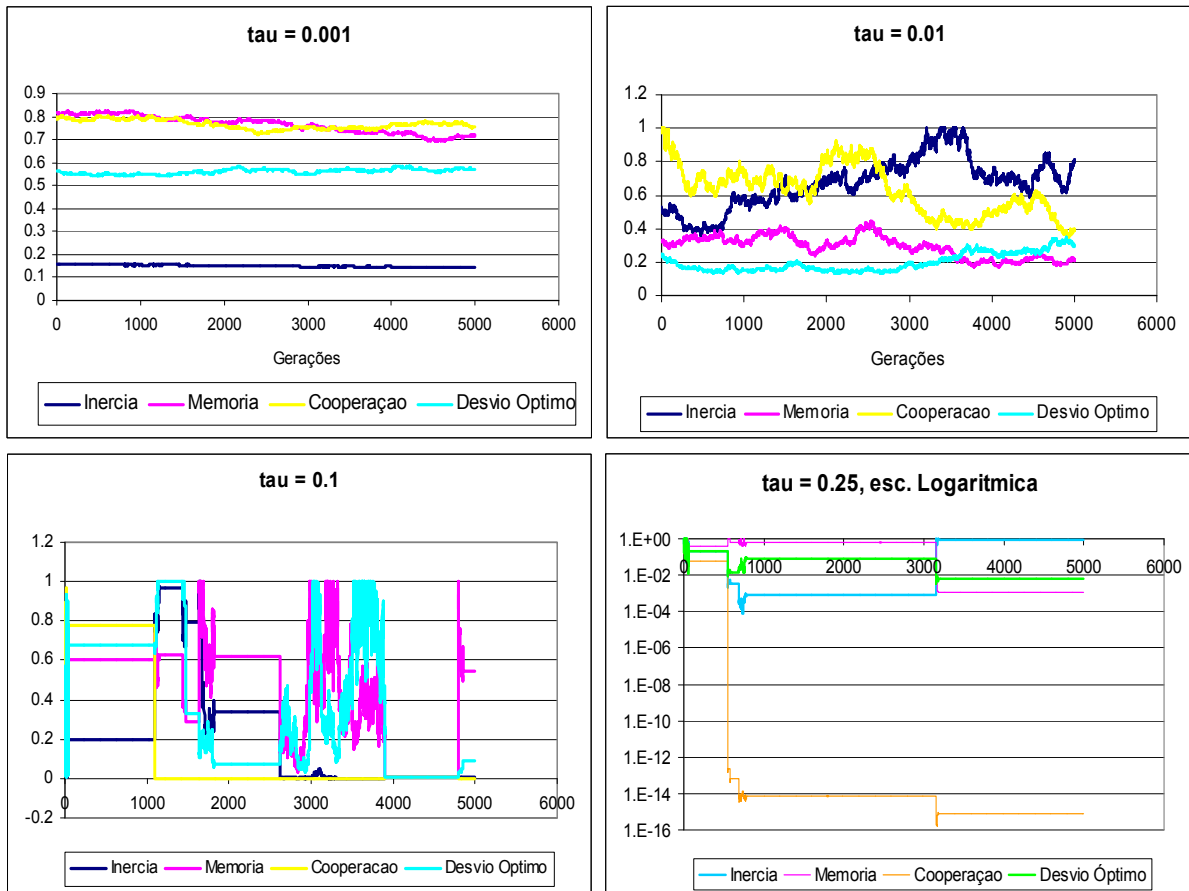 tau = 0.001
0.9
0.8
0.7
0.6
0.5
0.4
0.3
0.2
0.1
0
0 1000 2000 3000 4000 5000 6000
Gerações
Inercia Memoria Cooperaçao Desvio Optimo
tau = 0.01
1.2
1
0.8
0.6
0.4
0.2
0
0 1000 2000 3000 4000 5000 6000
Gerações
Inercia Memoria Cooperacao Desvio Optimo
tau = 0.1
1.2
1
0.8
0.6
0.4
0.2
0
-0.2
0 1000 2000 3000 4000 5000 6000
Inercia Memoria Cooperacao Desvio Optimo
tau = 0.25, esc. Logaritmica
1.E+00
1.E-02
1.E-04
1.E-06
1.E-08
1.E-10
1.E-12
1.E-14
1.E-16
0 1000 2000 3000 4000 5000 6000
Inercia Memoria Cooperaçao Desvio Óptimo